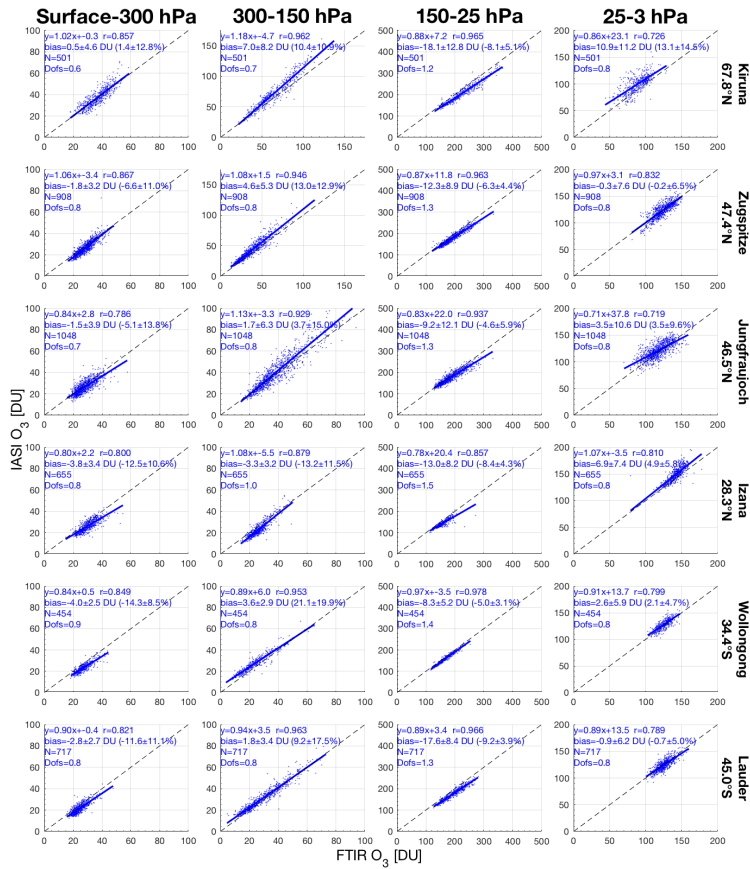 Surface-300 hPa 300-150 hPa 150-25 hPa 25-3 hPa
y=1.02x+-0.3 r=0.857
bias=0.5±4.6 DU (1.4±12.8%)
N=501
Dofs=0.6
y=1.18x+-4.7 r=0.962
bias=7.0±8.2 DU (10.4±10.9%)
N=501
Dofs=0.7
y=0.88x+7.2 r=0.965
bias=-18.1±12.8 DU (-8.1±5.1%)
N=501
Dofs=1.2
y=0.86x+23.1 r=0.726
bias=10.9±11.2 DU (13.1±14.5%)
N=501
Dofs=0.8
Kiruna
67.8°N
y=1.06x+-3.4 r=0.867
bias=-1.8±3.2 DU (-6.6±11.0%)
N=908
Dofs=0.8
y=1.08x+1.5 r=0.946
bias=4.6±5.3 DU (13.0±12.9%)
N=908
Dofs=0.8
y=0.87x+11.8 r=0.963
bias=-12.3±8.9 DU (-6.3±4.4%)
N=908
Dofs=1.3
y=0.97x+3.1 r=0.832
bias=-0.3±7.6 DU (-0.2±6.5%)
N=908
Dofs=0.8
Zugspitze
47.4°N
y=0.84x+2.8 r=0.786
bias=-1.5±3.9 DU (-5.1±13.8%)
N=1048
Dofs=0.7
y=1.13x+-3.3 r=0.929
bias=1.7±6.3 DU (3.7±15.0%)
N=1048
Dofs=0.8
y=0.83x+22.0 r=0.937
bias=-9.2±12.1 DU (-4.6±5.9%)
N=1048
Dofs=1.3
y=0.71x+37.8 r=0.719
bias=3.5±10.6 DU (3.5±9.6%)
N=1048
Dofs=0.8
Jungfraujoch
46.5°N
y=0.80x+2.2 r=0.800
bias=-3.8±3.4 DU (-12.5±10.6%)
N=655
Dofs=0.8
y=1.08x+-5.5 r=0.879
bias=-3.3±3.2 DU (-13.2±11.5%)
N=655
Dofs=1.0
y=0.78x+20.4 r=0.857
bias=-13.0±8.2 DU (-8.4±4.3%)
N=655
Dofs=1.5
y=1.07x+-3.5 r=0.810
bias=6.9±7.4 DU (4.9±5.8%)
N=655
Dofs=0.8
Izana
28.3°N
y=0.84x+0.5 r=0.849
bias=-4.0±2.5 DU (-14.3±8.5%)
N=454
Dofs=0.9
y=0.89x+6.0 r=0.953
bias=3.6±2.9 DU (21.1±19.9%)
N=454
Dofs=0.8
y=0.97x+-3.5 r=0.978
bias=-8.3±5.2 DU (-5.0±3.1%)
N=454
Dofs=1.4
y=0.91x+13.7 r=0.799
bias=2.6±5.9 DU (2.1±4.7%)
N=454
Dofs=0.8
Wollongong
34.4°S
y=0.90x+-0.4 r=0.821
bias=-2.8±2.7 DU (-11.6±11.1%)
N=717
Dofs=0.8
y=0.94x+3.5 r=0.963
bias=1.8±3.4 DU (9.2±17.5%)
N=717
Dofs=0.8
y=0.89x+3.4 r=0.966
bias=-17.6±8.4 DU (-9.2±3.9%)
N=717
Dofs=1.3
y=0.89x+13.5 r=0.789
bias=-0.9±6.2 DU (-0.7±5.0%)
N=717
Dofs=0.8
Lauder
45.0°S
IASI O3 [DU]
FTIR O3 [DU]